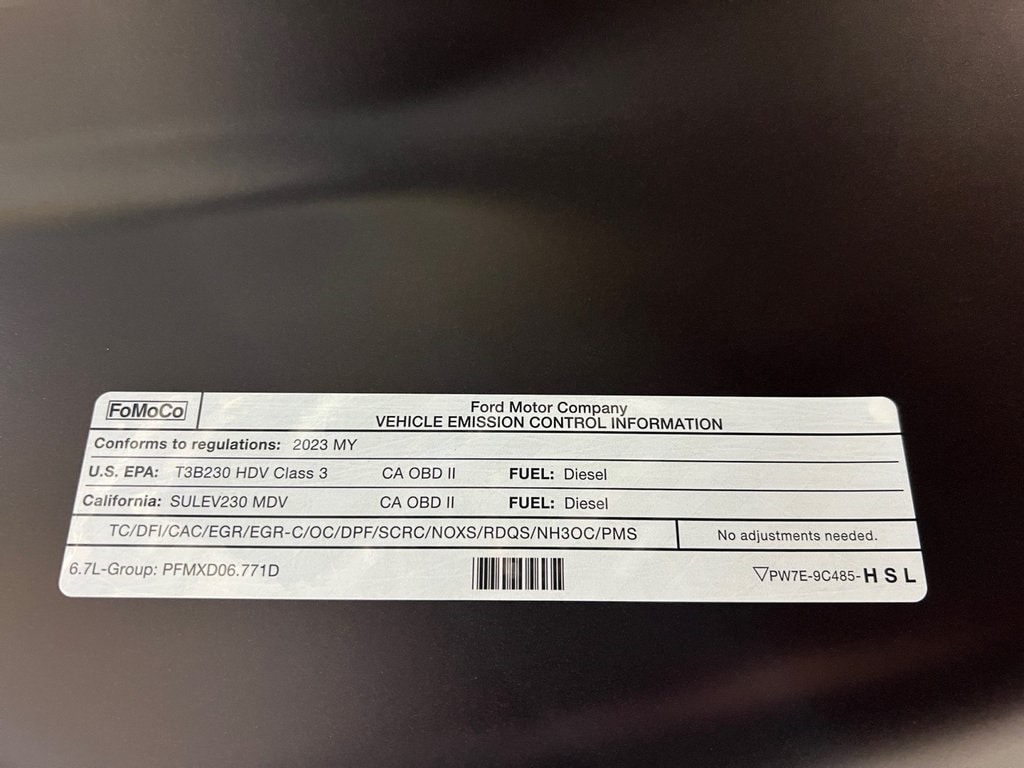 FoMoCo
Ford Motor Company
VEHICLE EMISSION CONTROL INFORMATION
Conforms to regulations: 2023 MY
U.S. EPA: T3B230 HDV Class 3 CA OBD II FUEL: Diesel
California: SULEV230 MDV CA OBD II FUEL: Diesel
TC/DFI/CAC/EGR/EGR-C/OC/DPF/SCRC/NOXS/RDQS/NH3OC/PMS No adjustments needed.
6.7L-Group: PFMXD06.771D ▽PW7E-9C485-HSL